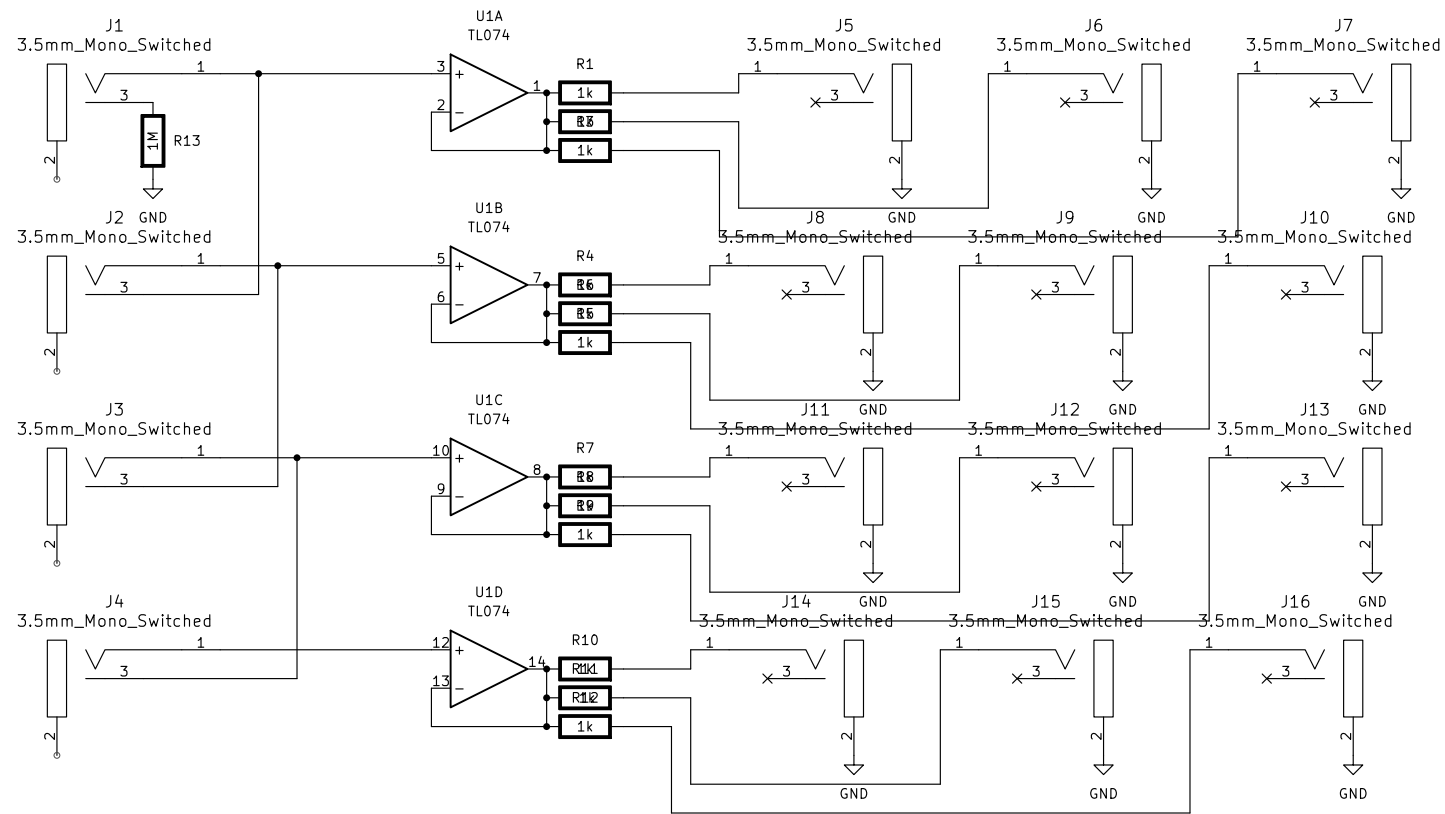 J1
3.5mm_Mono_Switched
1
3
2
R13
1M
GND
U1A
TL074
3
+
2
−
1
R1
1k
1k
J5
3.5mm_Mono_Switched
1
3
2
GND
J6
3.5mm_Mono_Switched
1
3
2
GND
J7
3.5mm_Mono_Switched
1
3
2
GND
J2
3.5mm_Mono_Switched
1
3
2
U1B
TL074
5
+
6
−
7
R4
1k
J8
3.5mm_Mono_Switched
1
3
2
GND
J9
3.5mm_Mono_Switched
1
3
2
GND
J10
3.5mm_Mono_Switched
1
3
2
GND
J3
3.5mm_Mono_Switched
1
3
2
U1C
TL074
10
+
9
−
8
R7
1k
J11
3.5mm_Mono_Switched
1
3
2
GND
J12
3.5mm_Mono_Switched
1
3
2
GND
J13
3.5mm_Mono_Switched
1
3
2
GND
J4
3.5mm_Mono_Switched
1
3
2
U1D
TL074
12
+
13
−
14
R10
R11
1k
R12
1k
1k
J14
3.5mm_Mono_Switched
1
3
2
GND
J15
3.5mm_Mono_Switched
1
3
2
GND
J16
3.5mm_Mono_Switched
1
3
2
GND